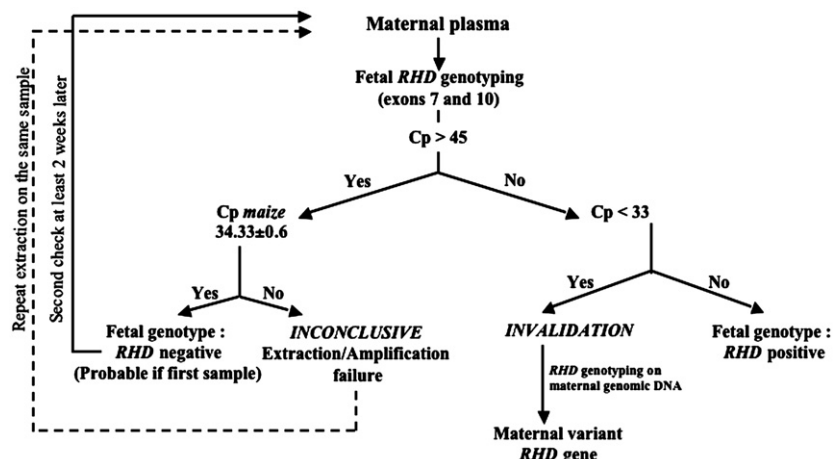 Maternal plasma
Fetal RHD genotyping
(exons 7 and 10)
Cp > 45
Yes
No
Cp maize
34.33±0.6
Cp < 33
Yes
No
Yes
No
Fetal genotype :
RHD negative
(Probable if first sample)
INCONCLUSIVE
Extraction/Amplification
failure
INVALIDATION
Fetal genotype :
RHD positive
RHD genotyping on
maternal genomic DNA
Maternal variant
RHD gene
Repeat extraction on the same sample
Second check at least 2 weeks later